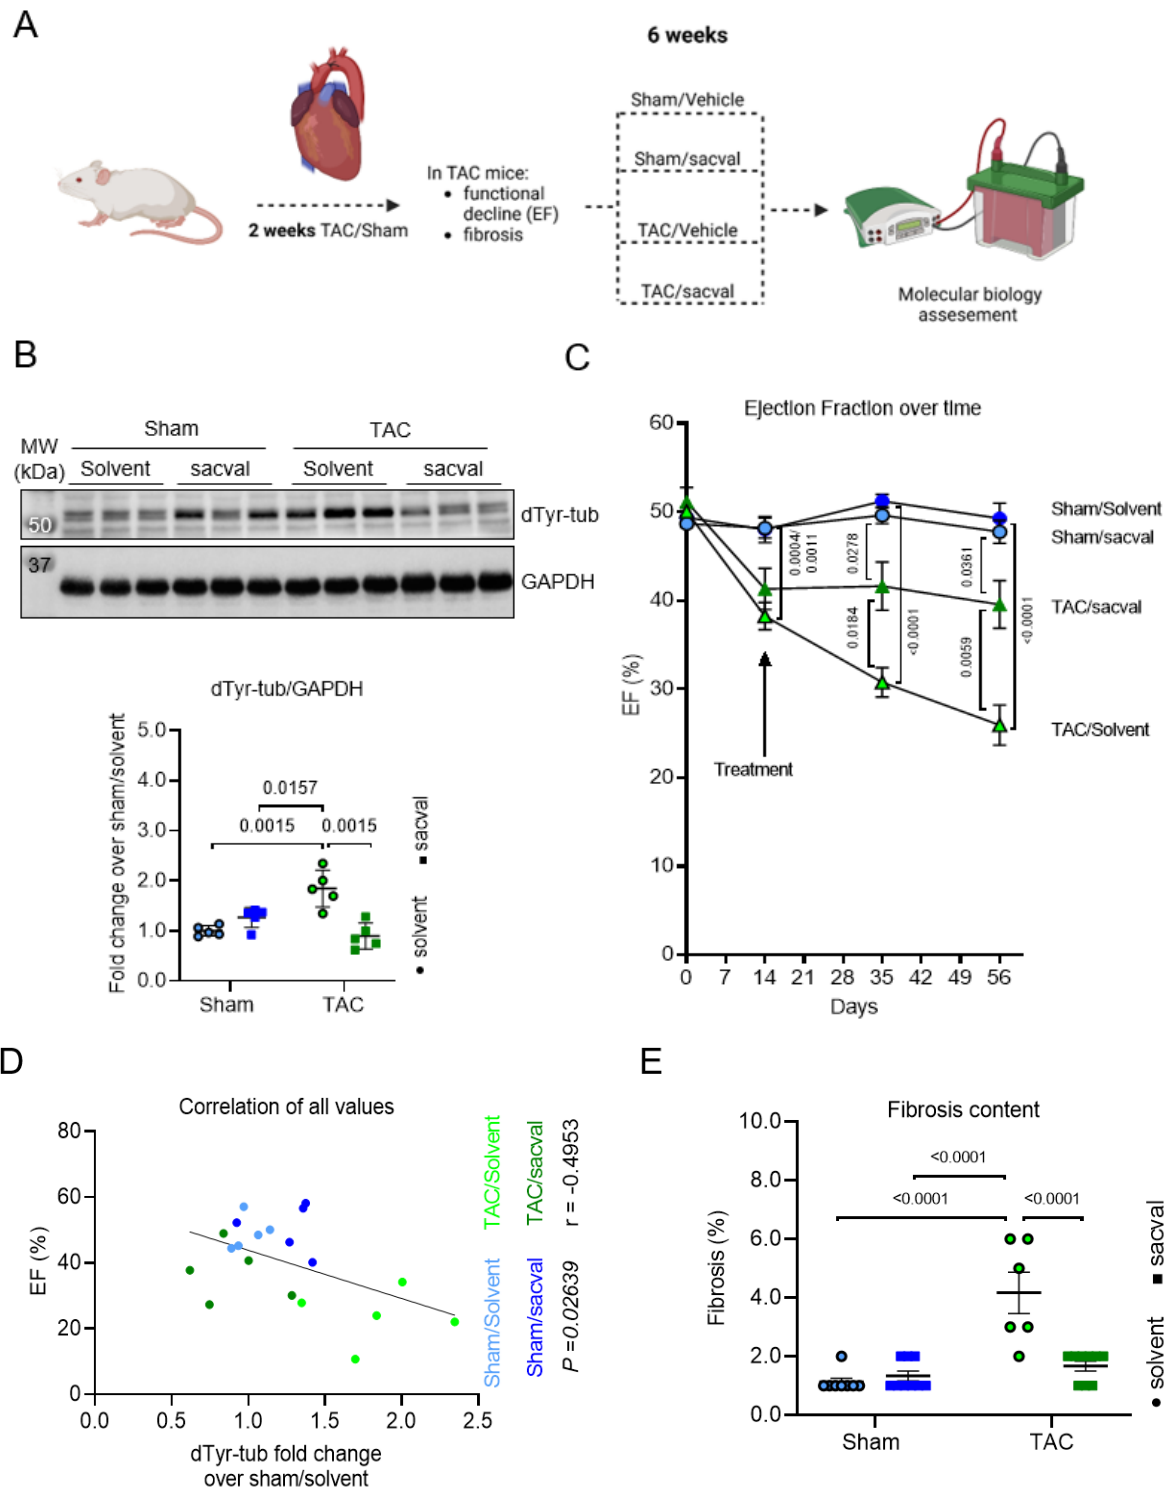 A
6 weeks
Sham/Vehicle
Sham/sacval
TAC/Vehicle
TAC/sacval
2 weeks TAC/Sham
In TAC mice:
• functional
decline (EF)
• fibrosis
Molecular biology
assesement
B
MW
(kDa)
Sham
TAC
Solvent
sacval
Solvent
sacval
50
dTyr-tub
37
GAPDH
dTyr-tub/GAPDH
Fold change over sham/solvent
5.0
4.0
3.0
2.0
1.0
0.0
0.0157
0.0015
0.0015
Sham
TAC
● solvent ■ sacval
C
Ejection Fraction over time
EF (%)
60
50
40
30
20
10
0
0 7 14 21 28 35 42 49 56
Days
Treatment
0.0004/
0.0011
0.0278
0.0184
<0.0001
0.0361
0.0059
<0.0001
Sham/Solvent
Sham/sacval
TAC/sacval
TAC/Solvent
D
Correlation of all values
EF (%)
80
60
40
20
0
0.0 0.5 1.0 1.5 2.0 2.5
dTyr-tub fold change
over sham/solvent
Sham/Solvent TAC/Solvent
Sham/sacval TAC/sacval
P =0.02639 r = -0.4953
E
Fibrosis content
Fibrosis (%)
10.0
8.0
6.0
4.0
2.0
0.0
<0.0001
<0.0001
<0.0001
Sham
TAC
● solvent ■ sacval